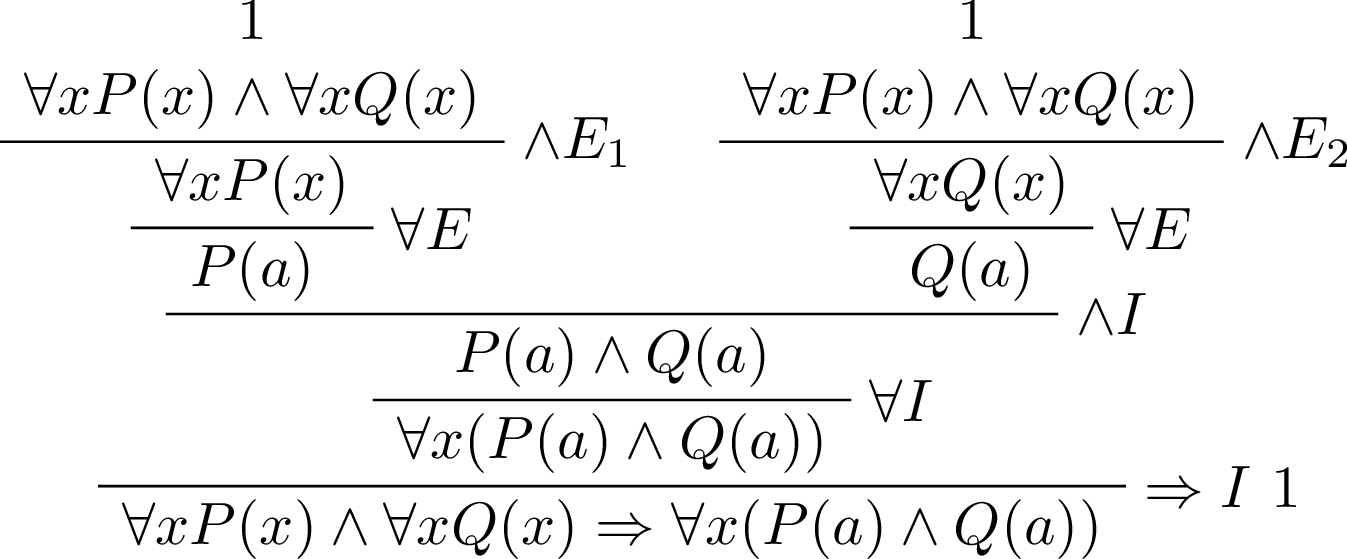 1 1
∀xP(x) ∧ ∀xQ(x) ∧E₁ ∀xP(x) ∧ ∀xQ(x) ∧E₂
∀xP(x) ∀E ∀xQ(x) ∀E
P(a) Q(a) ∧I
P(a) ∧ Q(a) ∀I
∀x(P(a) ∧ Q(a)) ⇒ I 1
∀xP(x) ∧ ∀xQ(x) ⇒ ∀x(P(a) ∧ Q(a))